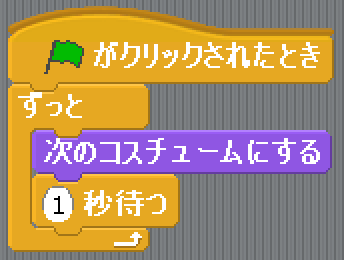 がクリックされたとき
ずっと
次のコスチュームにする
1 秒待つ